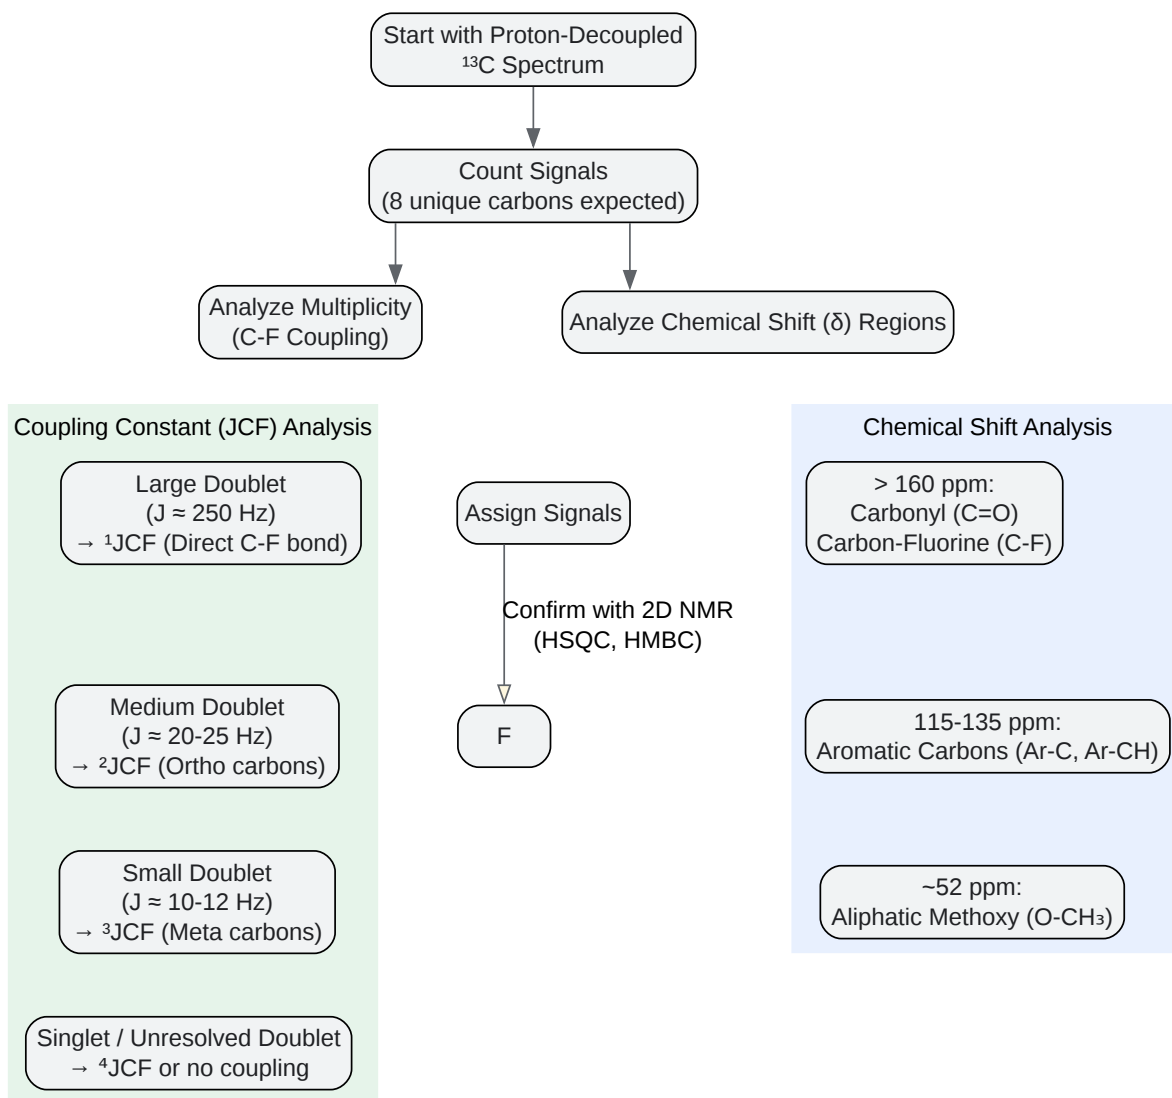 Start with Proton-Decoupled
¹³C Spectrum
Count Signals
(8 unique carbons expected)
Analyze Multiplicity
(C-F Coupling)
Analyze Chemical Shift (δ) Regions
Coupling Constant (JCF) Analysis
Large Doublet
(J ≈ 250 Hz)
→ ¹JCF (Direct C-F bond)
Medium Doublet
(J ≈ 20-25 Hz)
→ ²JCF (Ortho carbons)
Small Doublet
(J ≈ 10-12 Hz)
→ ³JCF (Meta carbons)
Singlet / Unresolved Doublet
→ ⁴JCF or no coupling
Assign Signals
Confirm with 2D NMR
(HSQC, HMBC)
F
Chemical Shift Analysis
> 160 ppm:
Carbonyl (C=O)
Carbon-Fluorine (C-F)
115-135 ppm:
Aromatic Carbons (Ar-C, Ar-CH)
~52 ppm:
Aliphatic Methoxy (O-CH₃)